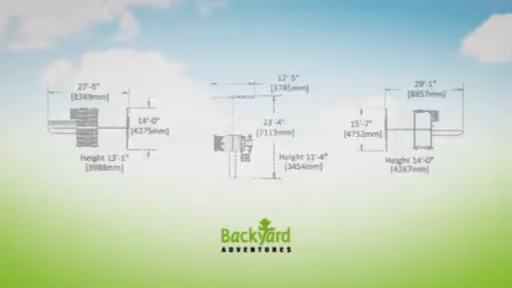 27'-5"
[8349mm]
14'-0"
[4275mm]
Height 13'-1"
[3988mm]
12'-5"
[3785mm]
23'-4"
[7113mm]
Height 11'-4"
[3454mm]
29'-1"
[8857mm]
15'-7"
[4752mm]
Height 14'-0"
[4267mm]
Backyard
ADVENTURES